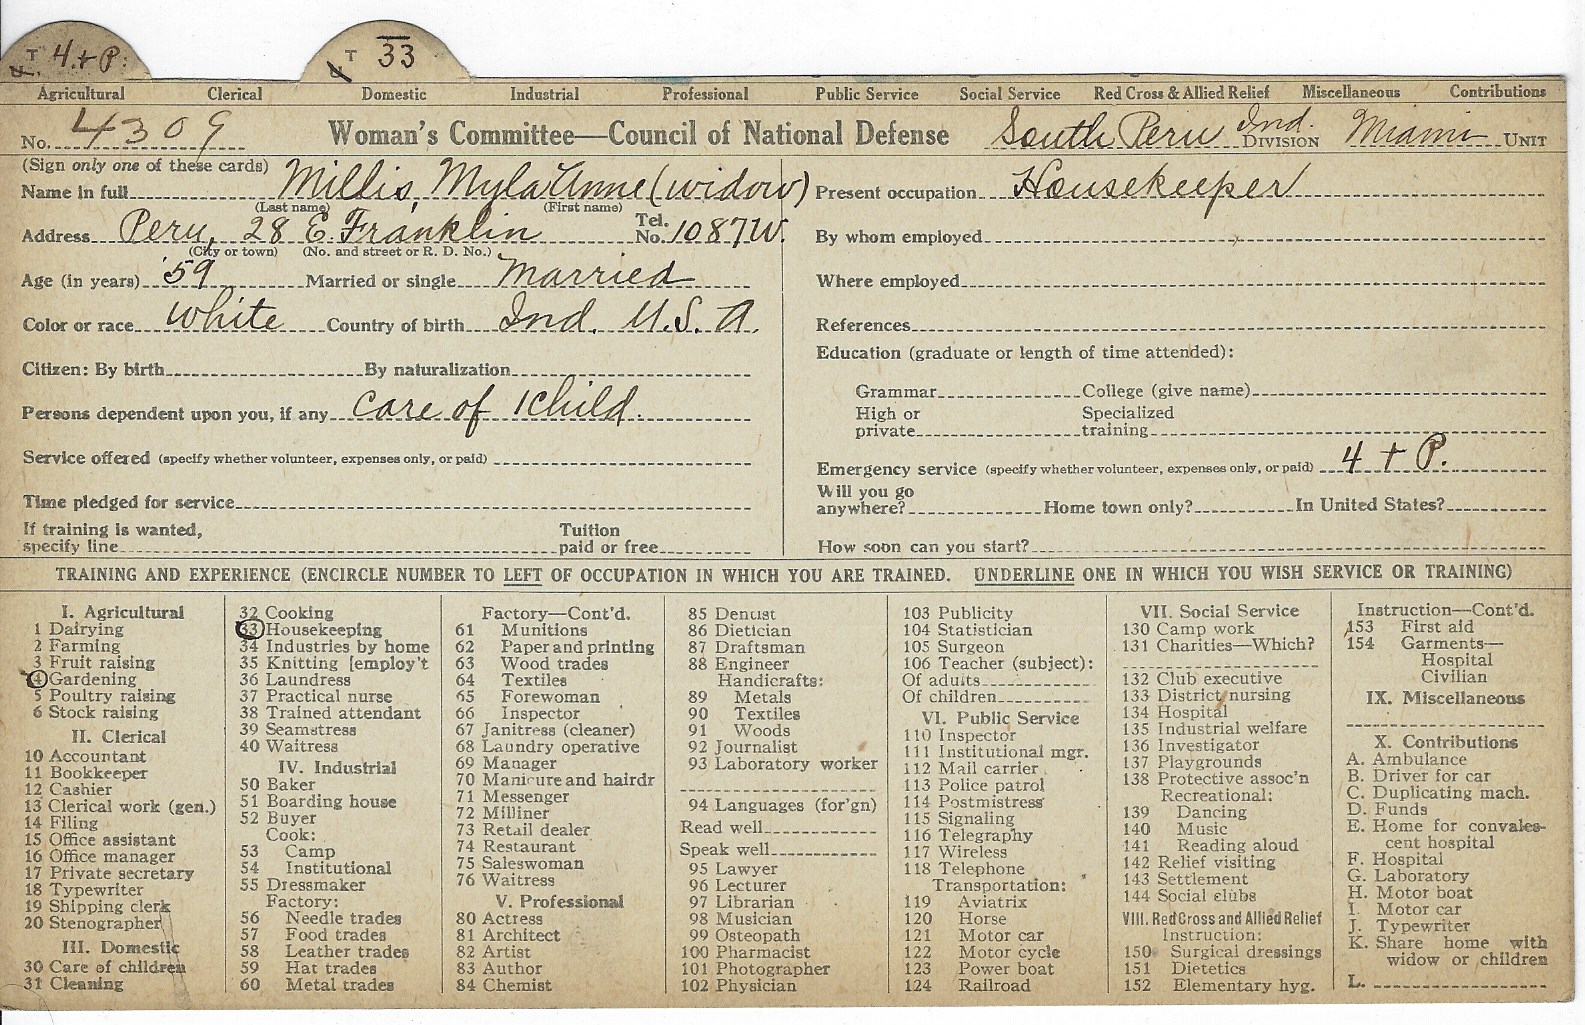 T 4. + P. T 33
U. U
Agricultural Clerical Domestic Industrial Professional Public Service Social Service Red Cross & Allied Relief Miscellaneous Contributions
No. 4309 Woman's Committee—Council of National Defense South Peru Ind. DIVISION Miami UNIT
(Sign only one of these cards)
Name in full Millis, Myla Anne (widow)
(Last name) (First name)
Address Peru, 28 E. Franklin Tel. No. 1087W.
(City or town) (No. and street or R. D. No.)
Age (in years) 59 Married or single Married
Color or race White Country of birth Ind. U.S.A.
Citizen: By birth By naturalization
Persons dependent upon you, if any care of 1 child.
Service offered (specify whether volunteer, expenses only, or paid)
Time pledged for service
If training is wanted, Tuition
specify line paid or free
Present occupation Housekeeper
By whom employed
Where employed
References
Education (graduate or length of time attended):
Grammar College (give name)
High or Specialized
private training
Emergency service (specify whether volunteer, expenses only, or paid) 4 + P.
Will you go
anywhere? Home town only? In United States?
How soon can you start?
TRAINING AND EXPERIENCE (ENCIRCLE NUMBER TO LEFT OF OCCUPATION IN WHICH YOU ARE TRAINED. UNDERLINE ONE IN WHICH YOU WISH SERVICE OR TRAINING)
I. Agricultural
1 Dairying
2 Farming
3 Fruit raising
4 Gardening
5 Poultry raising
6 Stock raising
II. Clerical
10 Accountant
11 Bookkeeper
12 Cashier
13 Clerical work (gen.)
14 Filing
15 Office assistant
16 Office manager
17 Private secretary
18 Typewriter
19 Shipping clerk
20 Stenographer
III. Domestic
30 Care of children
31 Cleaning
32 Cooking
33 Housekeeping
34 Industries by home
35 Knitting [employ't
36 Laundress
37 Practical nurse
38 Trained attendant
39 Seamstress
40 Waitress
IV. Industrial
50 Baker
51 Boarding house
52 Buyer
Cook:
53 Camp
54 Institutional
55 Dressmaker
Factory:
56 Needle trades
57 Food trades
58 Leather trades
59 Hat trades
60 Metal trades
Factory—Cont'd.
61 Munitions
62 Paper and printing
63 Wood trades
64 Textiles
65 Forewoman
66 Inspector
67 Janitress (cleaner)
68 Laundry operative
69 Manager
70 Manicure and hairdr
71 Messenger
72 Milliner
73 Retail dealer
74 Restaurant
75 Saleswoman
76 Waitress
V. Professional
80 Actress
81 Architect
82 Artist
83 Author
84 Chemist
85 Dentist
86 Dietician
87 Draftsman
88 Engineer
Handicrafts:
89 Metals
90 Textiles
91 Woods
92 Journalist
93 Laboratory worker
94 Languages (for'gn)
Read well
Speak well
95 Lawyer
96 Lecturer
97 Librarian
98 Musician
99 Osteopath
100 Pharmacist
101 Photographer
102 Physician
103 Publicity
104 Statistician
105 Surgeon
106 Teacher (subject):
Of adults
Of children
VI. Public Service
110 Inspector
111 Institutional mgr.
112 Mail carrier
113 Police patrol
114 Postmistress
115 Signaling
116 Telegraphy
117 Wireless
118 Telephone
Transportation:
119 Aviatrix
120 Horse
121 Motor car
122 Motor cycle
123 Power boat
124 Railroad
VII. Social Service
130 Camp work
131 Charities—Which?
132 Club executive
133 District nursing
134 Hospital
135 Industrial welfare
136 Investigator
137 Playgrounds
138 Protective assoc'n
Recreational:
139 Dancing
140 Music
141 Reading aloud
142 Relief visiting
143 Settlement
144 Social clubs
VIII. Red Cross and Allied Relief
Instruction:
150 Surgical dressings
151 Dietetics
152 Elementary hyg.
Instruction—Cont'd.
153 First aid
154 Garments—
Hospital
Civilian
IX. Miscellaneous
X. Contributions
A. Ambulance
B. Driver for car
C. Duplicating mach.
D. Funds
E. Home for convales-
cent hospital
F. Hospital
G. Laboratory
H. Motor boat
I. Motor car
J. Typewriter
K. Share home with
widow or children
L.